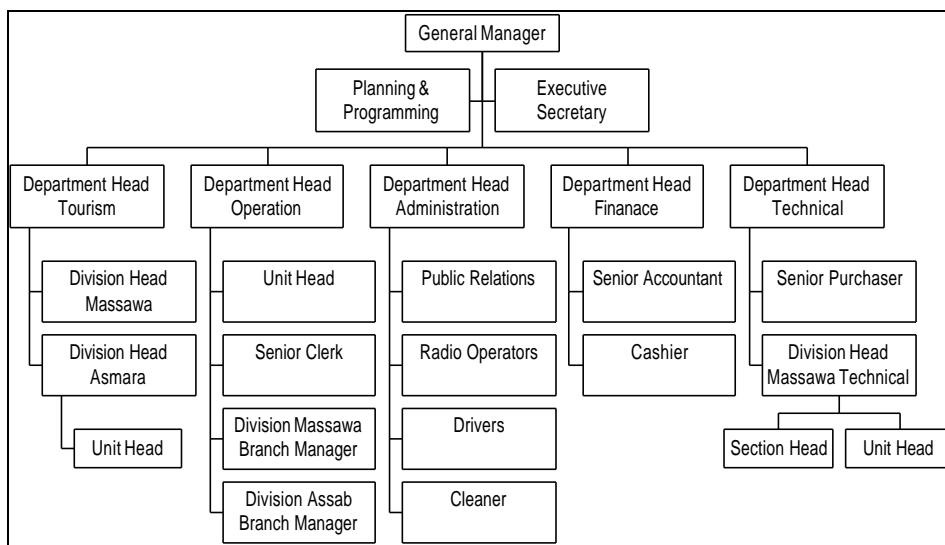 General Manager
Planning &
Programming
Executive
Secretary
Department Head
Tourism
Department Head
Operation
Department Head
Administration
Department Head
Finanace
Department Head
Technical
Division Head
Massawa
Unit Head
Public Relations
Senior Accountant
Senior Purchaser
Division Head
Asmara
Senior Clerk
Radio Operators
Cashier
Division Head
Massawa Technical
Unit Head
Division Massawa
Branch Manager
Drivers
Section Head
Unit Head
Division Assab
Branch Manager
Cleaner